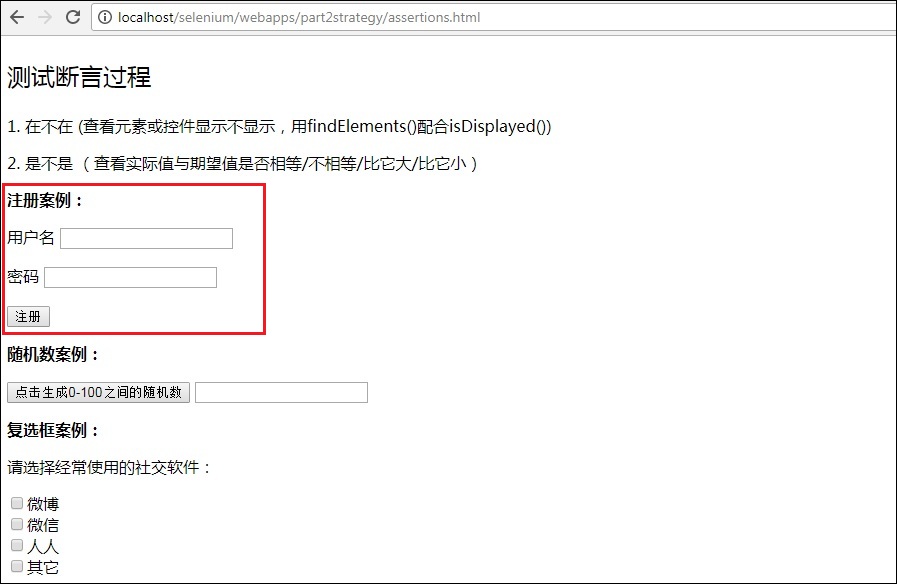 localhost/selenium/webapps/part2strategy/assertions.html
测试断言过程
1. 在不在 (查看元素或控件显示不显示，用findElements()配合isDisplayed())
2. 是不是 （查看实际值与期望值是否相等/不相等/比它大/比它小）
注册案例：
用户名
密码
注册
随机数案例：
点击生成0-100之间的随机数
复选框案例：
请选择经常使用的社交软件：
微博
微信
人人
其它